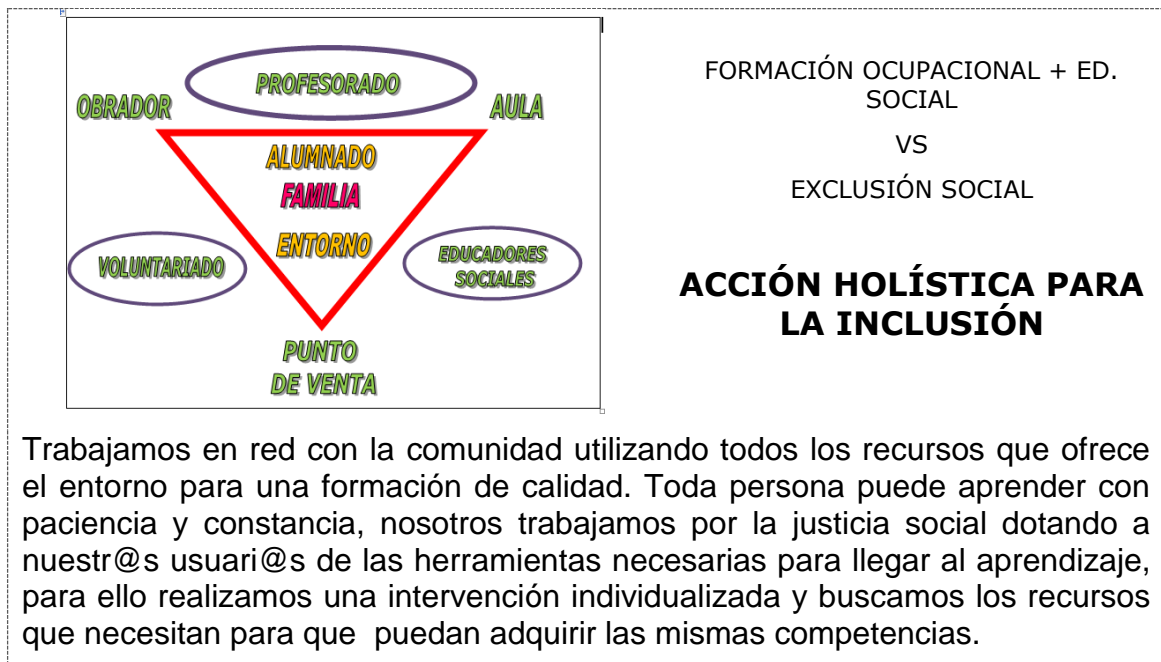 PROFESORADO
OBRADOR
AULA
ALUMNADO
FAMILIA
ENTORNO
VOLUNTARIADO
EDUCADORES
SOCIALES
PUNTO
DE VENTA
FORMACIÓN OCUPACIONAL + ED.
SOCIAL
VS
EXCLUSIÓN SOCIAL
ACCIÓN HOLÍSTICA PARA
LA INCLUSIÓN
Trabajamos en red con la comunidad utilizando todos los recursos que ofrece
el entorno para una formación de calidad. Toda persona puede aprender con
paciencia y constancia, nosotros trabajamos por la justicia social dotando a
nuestr@s usuari@s de las herramientas necesarias para llegar al aprendizaje,
para ello realizamos una intervención individualizada y buscamos los recursos
que necesitan para que  puedan adquirir las mismas competencias.